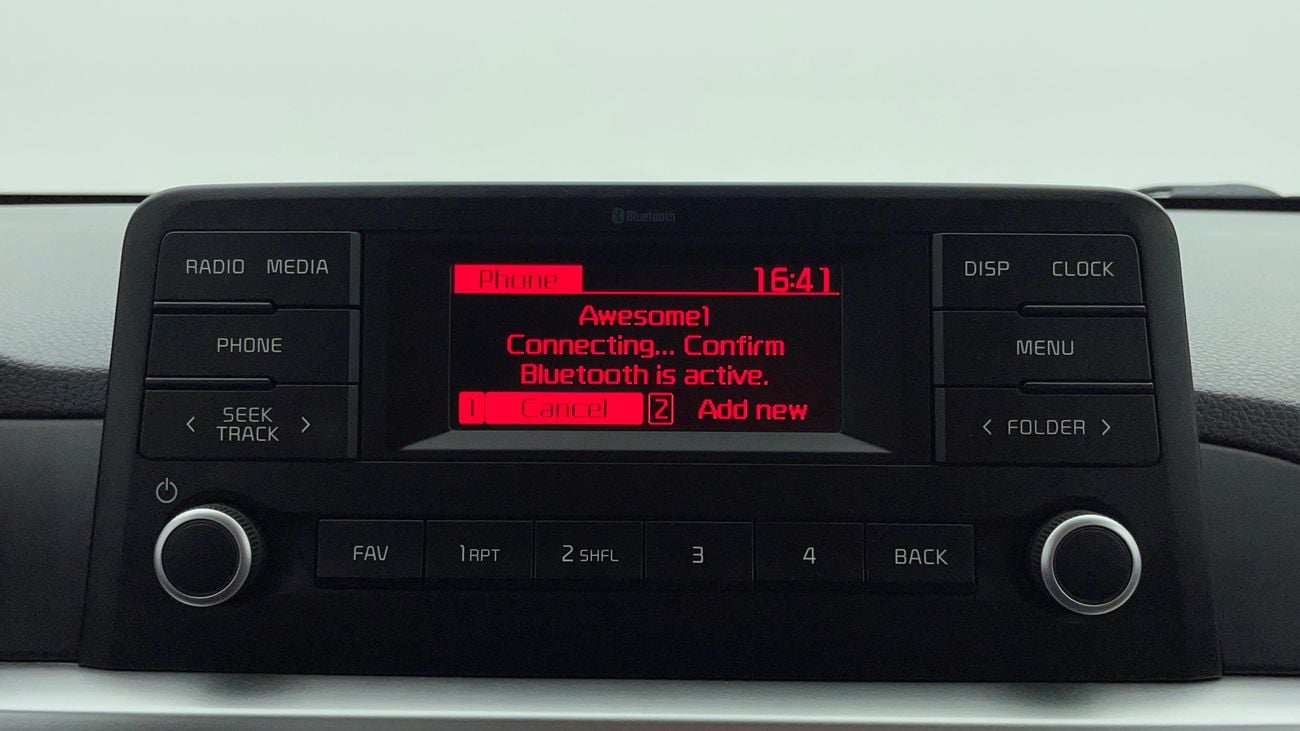 Bluetooth
RADIO MEDIA
PHONE
< SEEK TRACK >
Phone 16:41
Awesome1
Connecting... Confirm
Bluetooth is active.
1 Cancel 2 Add new
DISP CLOCK
MENU
< FOLDER >
FAV 1 RPT 2 SHFL 3 4 BACK